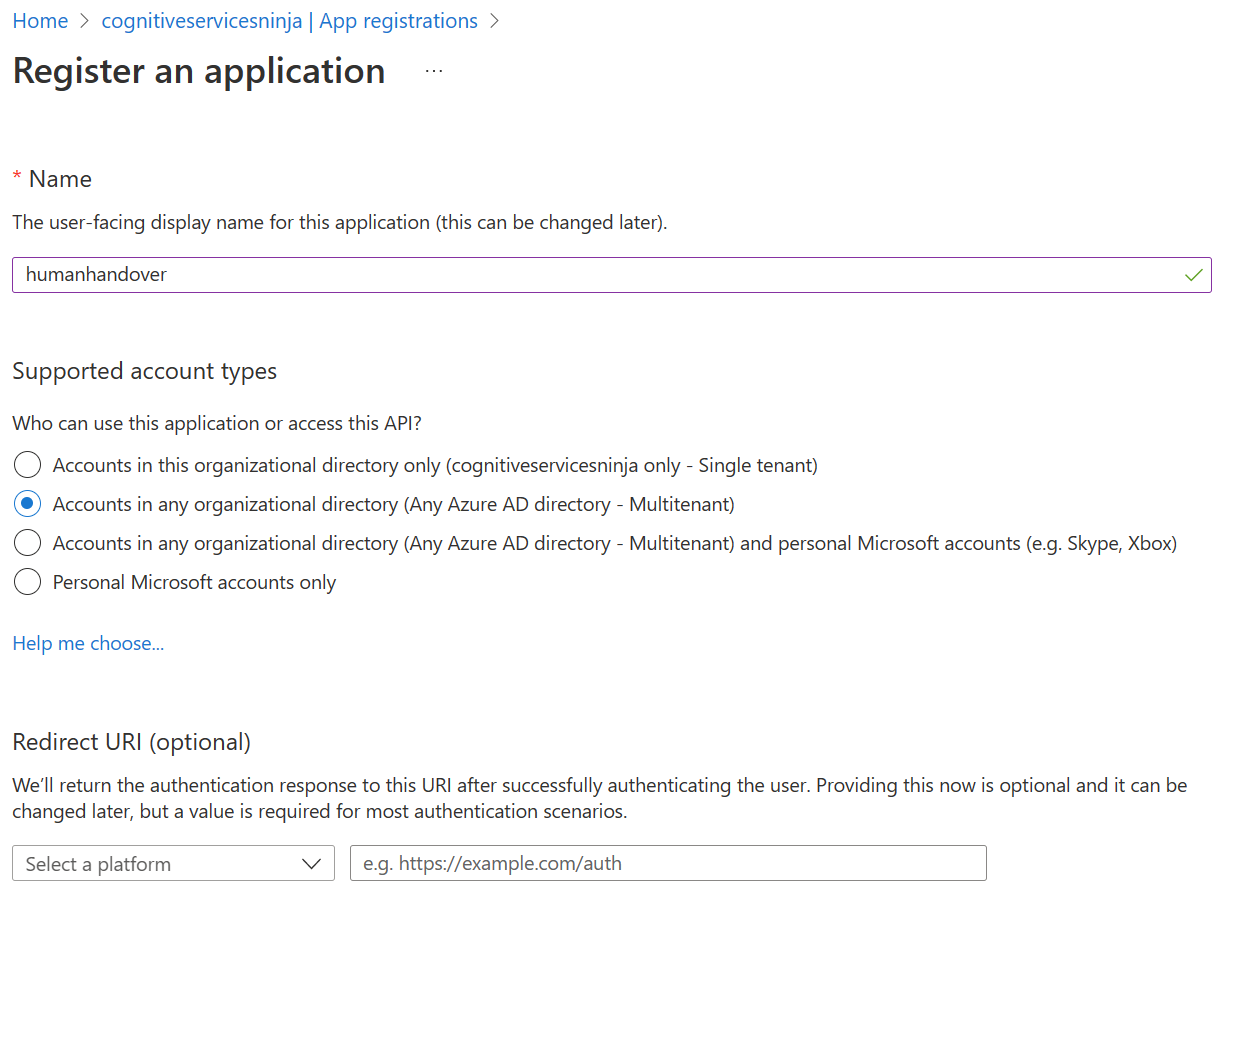 Home > cognitiveservicesninja | App registrations >
Register an application ...
* Name
The user-facing display name for this application (this can be changed later).
humanhandover
Supported account types
Who can use this application or access this API?
Accounts in this organizational directory only (cognitiveservicesninja only - Single tenant)
Accounts in any organizational directory (Any Azure AD directory - Multitenant)
Accounts in any organizational directory (Any Azure AD directory - Multitenant) and personal Microsoft accounts (e.g. Skype, Xbox)
Personal Microsoft accounts only
Help me choose...
Redirect URI (optional)
We’ll return the authentication response to this URI after successfully authenticating the user. Providing this now is optional and it can be
changed later, but a value is required for most authentication scenarios.
Select a platform
e.g. https://example.com/auth